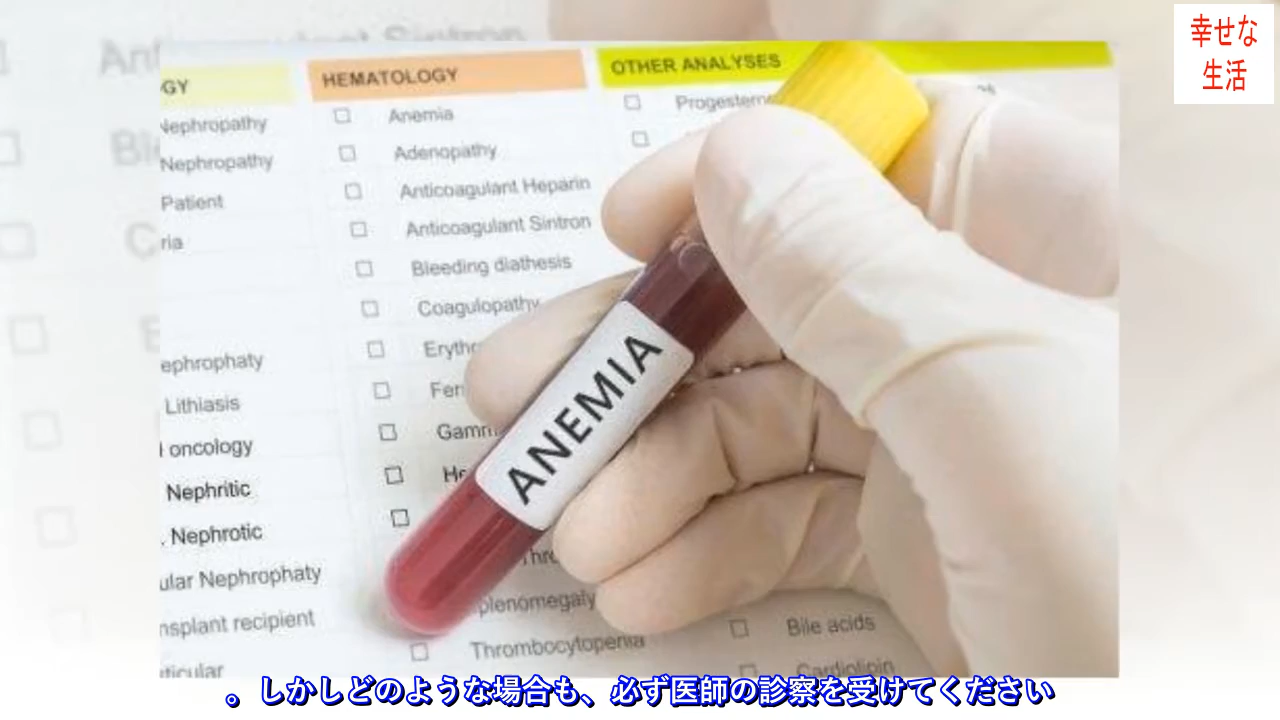 幸せな
生活
GY
Nephropathy
Nephropathy
Patient
ria
ephrophaty
Lithiasis
oncology
Nephritic
. Nephrotic
ular Nephrophaty
nsplant recipient
HEMATOLOGY
Anemia
Adenopathy
Anticoagulant Heparin
Anticoagulant Sintron
Bleeding diathesis
Coagulopathy
Thrombocytopenia
OTHER ANALYSES
Bile acids
Cardiolipin
ANEMIA
。しかしどのような場合も、必ず医師の診察を受けてください